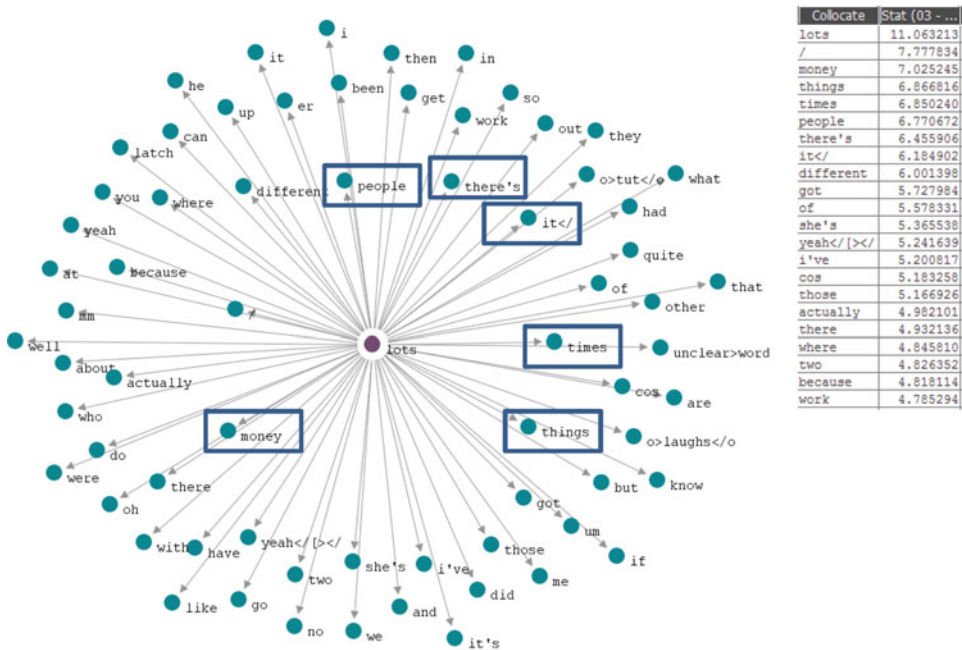 i
it
then
in
he
been
get
so
up
er
work
out
they
can
latch
different
people
there's
o>tut</o
what
you
where
it</
had
yeah
quite
at
because
of
that
mm
/
other
well
lots
times
unclear>word
about
actually
cos
are
who
money
things
o>laughs</o
do
were
there
but
know
oh
got
um
with
have
yeah</[></
those
if
two
she's
i've
me
like
go
did
no
we
and
it's
Collocate Stat (03 - ...
lots 11.063213
/ 7.777834
money 7.025245
things 6.866816
times 6.850240
people 6.770672
there's 6.455906
it</ 6.184902
different 6.001398
got 5.727984
of 5.578331
she's 5.365538
yeah</[></ 5.241639
i've 5.200817
cos 5.183258
those 5.166926
actually 4.982101
there 4.932136
where 4.845810
two 4.826352
because 4.818114
work 4.785294